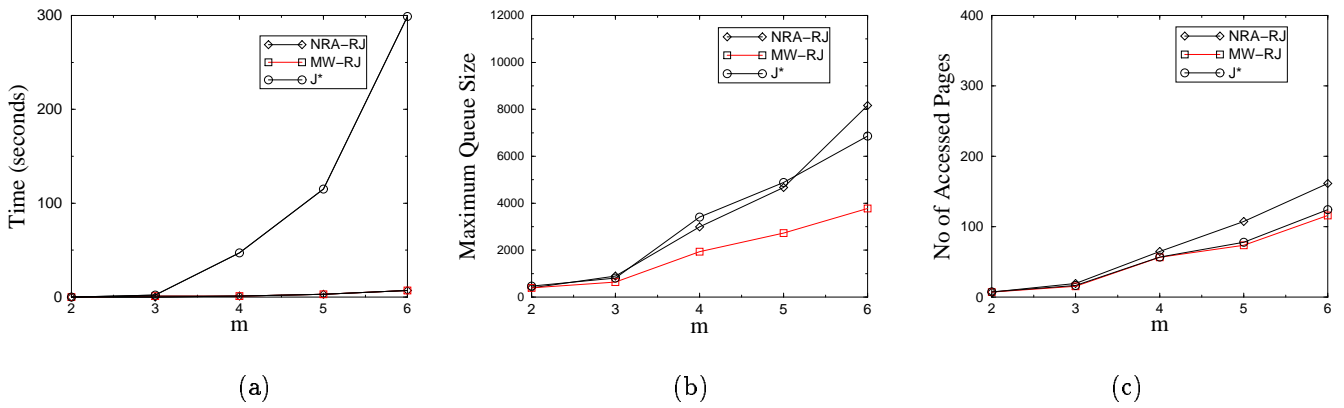 Time (seconds)
300
200
100
0
2 3 4 5 6
m
NRA-RJ
MW-RJ
J*
(a)
Maximum Queue Size
12000
10000
8000
6000
4000
2000
0
2 3 4 5 6
m
NRA-RJ
MW-RJ
J*
(b)
No of Accessed Pages
400
300
200
100
0
2 3 4 5 6
m
NRA-RJ
MW-RJ
J*
(c)